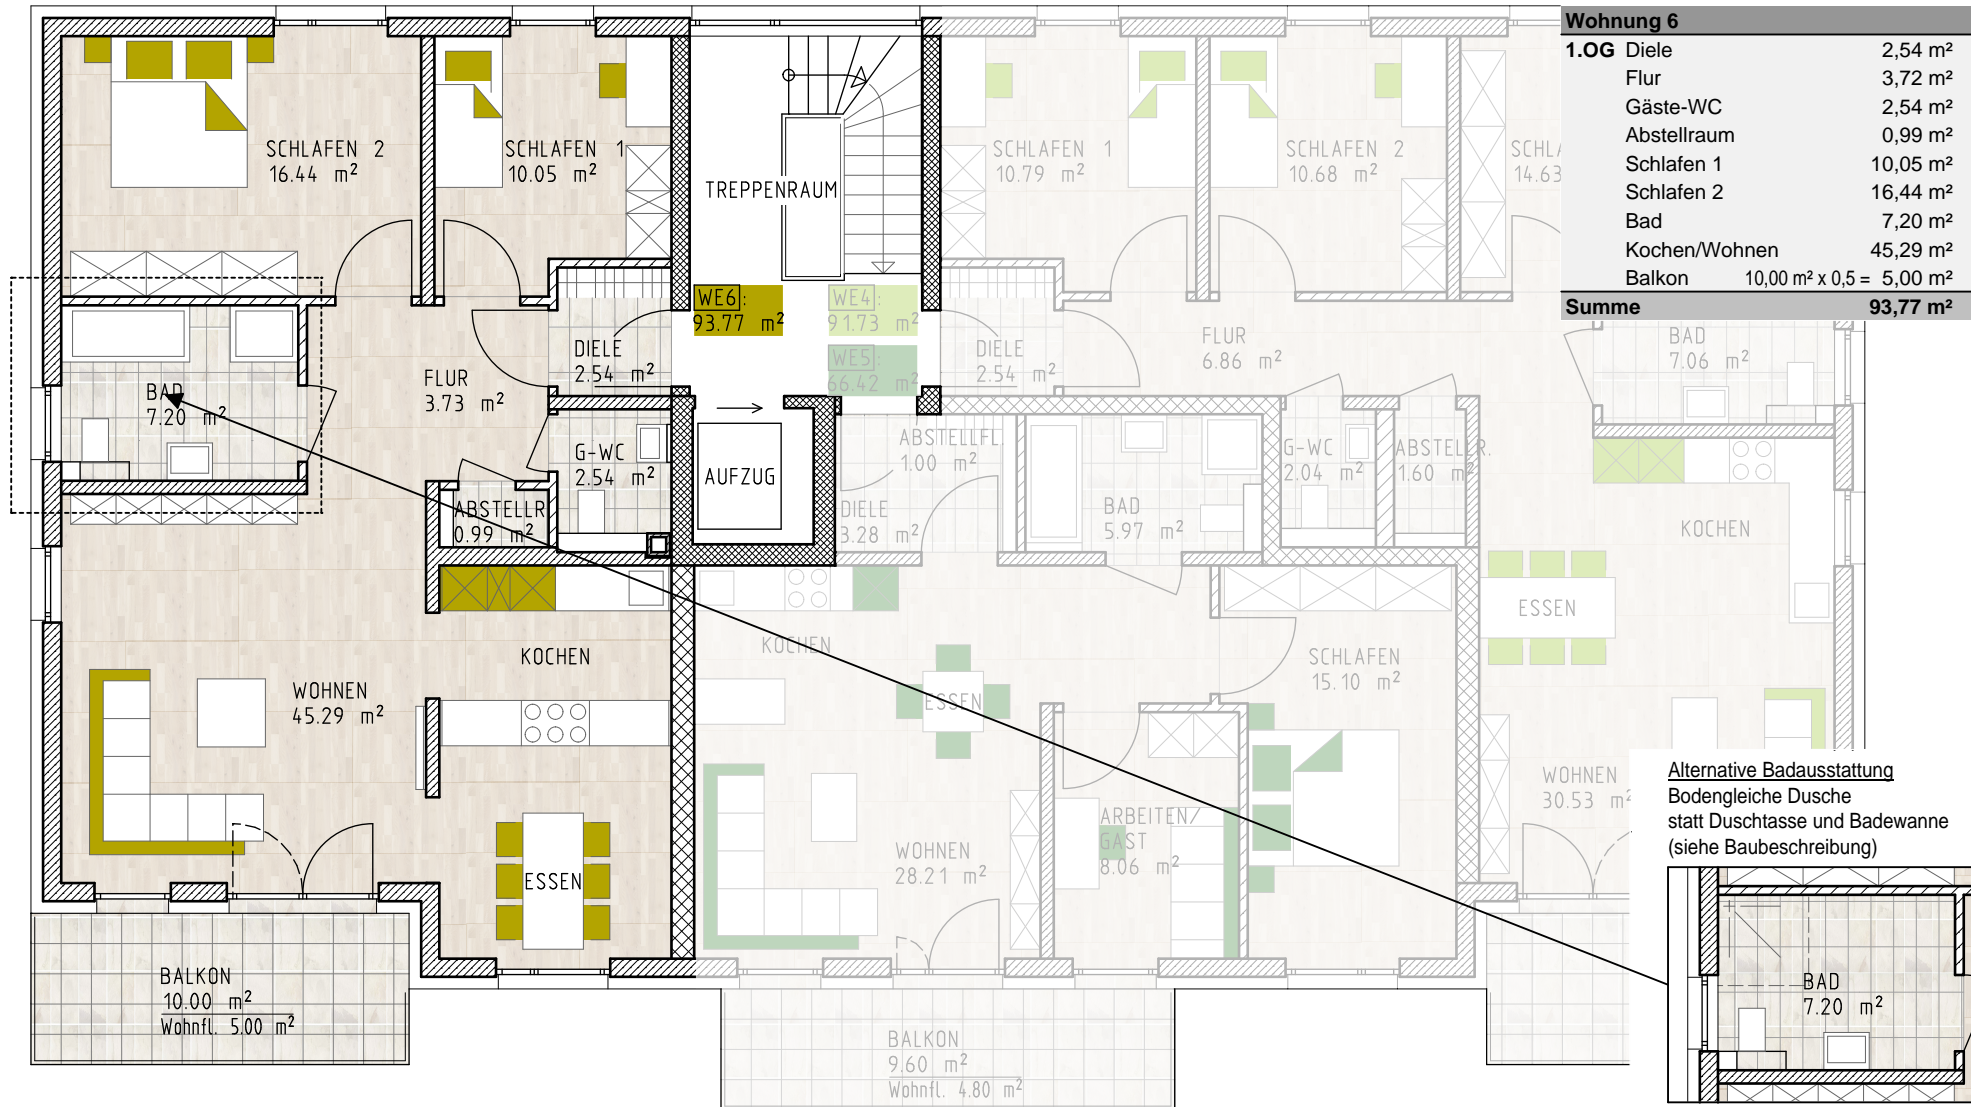 Wohnung 6
1.OG Diele 2,54 m²
Flur 3,72 m²
Gäste-WC 2,54 m²
Abstellraum 0,99 m²
Schlafen 1 10,05 m²
Schlafen 2 16,44 m²
Bad 7,20 m²
Kochen/Wohnen 45,29 m²
Balkon 10,00 m² x 0,5 = 5,00 m²
Summe 93,77 m²
SCHLAFEN 2
16.44 m²
SCHLAFEN 1
10.05 m²
TREPPENRAUM
SCHLAFEN 1
10.79 m²
SCHLAFEN 2
10.68 m²
14.63
WE6:
93.77 m²
WE4:
91.73 m²
WE5:
66.42 m²
DIELE
2.54 m²
DIELE
2.54 m²
FLUR
6.86 m²
BAD
7.06 m²
BAD
7.20 m²
FLUR
3.73 m²
G-WC
2.54 m²
ABSTELLR.
0.99 m²
AUFZUG
ABSTELLFL.
1.00 m²
DIELE
3.28 m²
BAD
5.97 m²
G-WC
2.04 m²
ABSTELLR.
1.60 m²
KOCHEN
ESSEN
KOCHEN
WOHNEN
45.29 m²
ESSEN
KOCHEN
ESSEN
SCHLAFEN
15.10 m²
WOHNEN
28.21 m²
ARBEITEN/
GAST
8.06 m²
WOHNEN
30.53 m²
BALKON
10.00 m²
Wohnfl. 5.00 m²
BALKON
9.60 m²
Wohnfl. 4.80 m²
Alternative Badausstattung
Bodengleiche Dusche
statt Duschtasse und Badewanne
(siehe Baubeschreibung)
BAD
7.20 m²